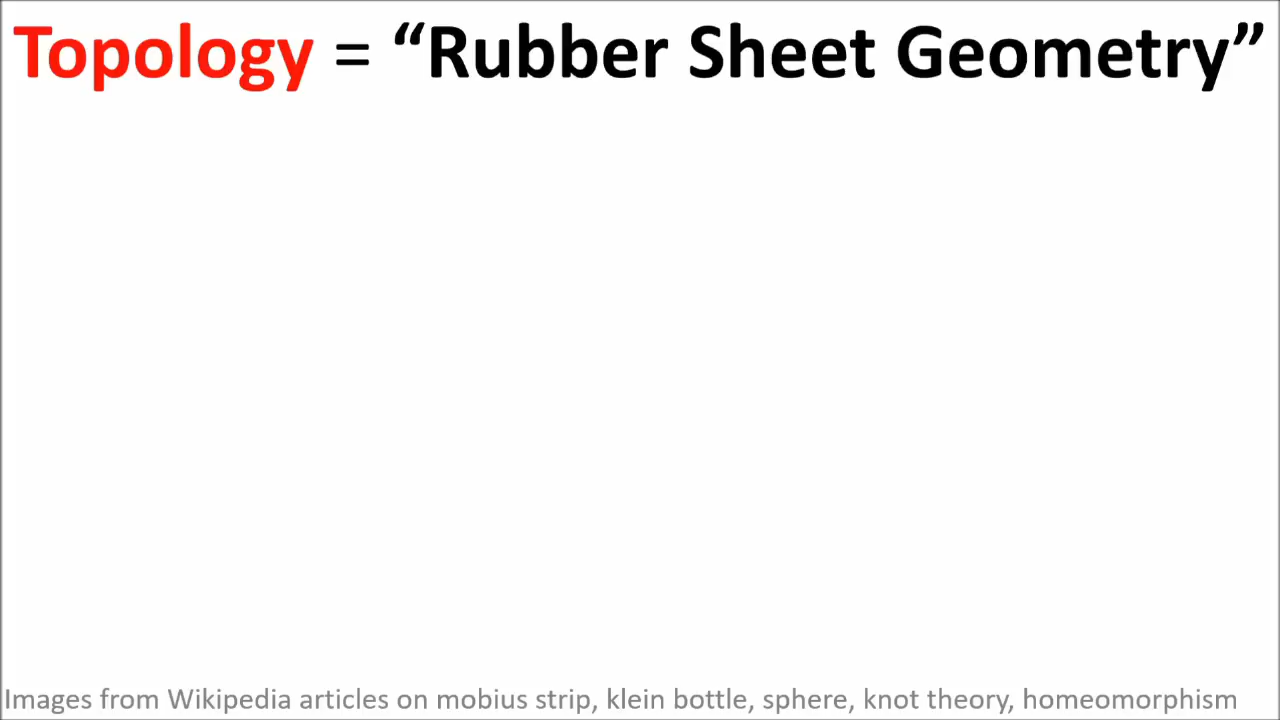 Topology = “Rubber Sheet Geometry”
Images from Wikipedia articles on mobius strip, klein bottle, sphere, knot theory, homeomorphism